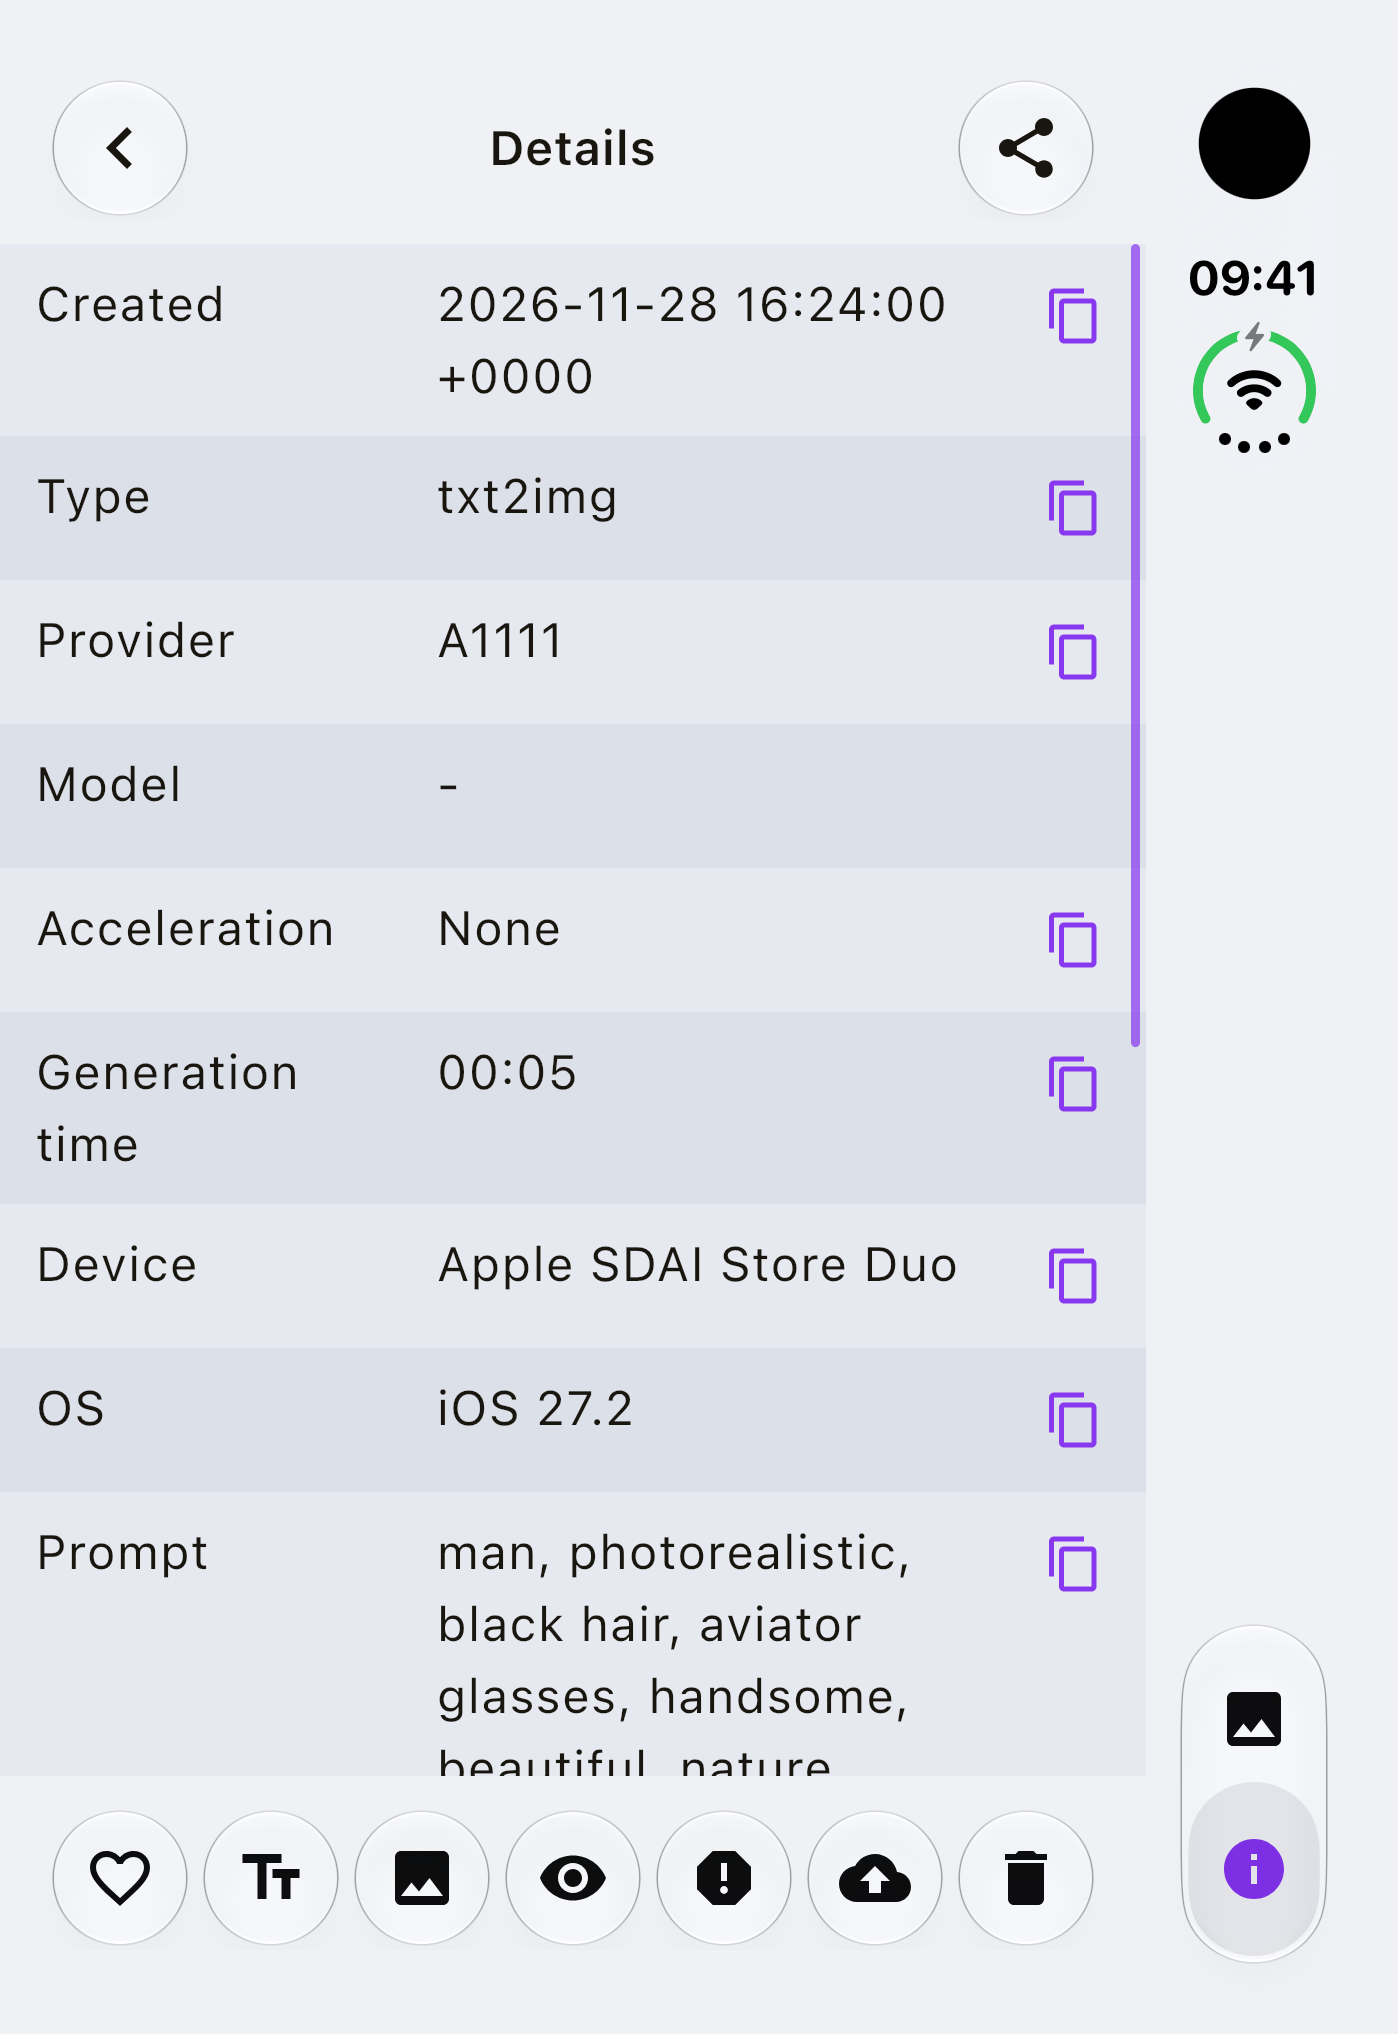 Details
09:41
Created
2026-11-28 16:24:00
+0000
Type
txt2img
Provider
A1111
Model
-
Acceleration
None
Generation
time
00:05
Device
Apple SDAI Store Duo
OS
iOS 27.2
Prompt
man, photorealistic,
black hair, aviator
glasses, handsome,
beautiful, nature